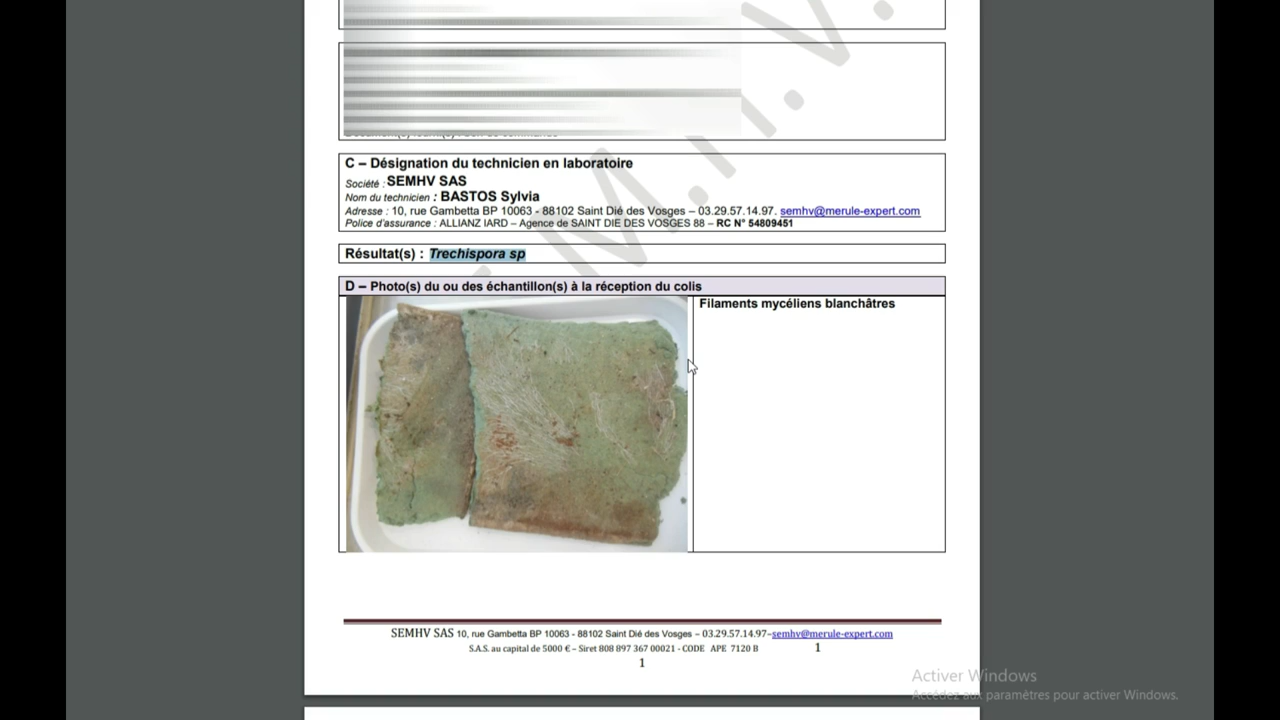 C – Désignation du technicien en laboratoire
Société : SEMHV SAS
Nom du technicien : BASTOS Sylvia
Adresse : 10, rue Gambetta BP 10063 - 88102 Saint Dié des Vosges – 03.29.57.14.97. semhv@merule-expert.com
Police d'assurance : ALLIANZ IARD – Agence de SAINT DIE DES VOSGES 88 – RC N° 54809451
Résultat(s) : Trechispora sp
D – Photo(s) du ou des échantillon(s) à la réception du colis
Filaments mycéliens blanchâtres
SEMHV SAS 10, rue Gambetta BP 10063 - 88102 Saint Dié des Vosges – 03.29.57.14.97–semhv@merule-expert.com
S.A.S. au capital de 5000 € – Siret 808 897 367 00021 - CODE APE 7120 B 1
1
Activer Windows
Accédez aux paramètres pour activer Windows.
M.H.V.